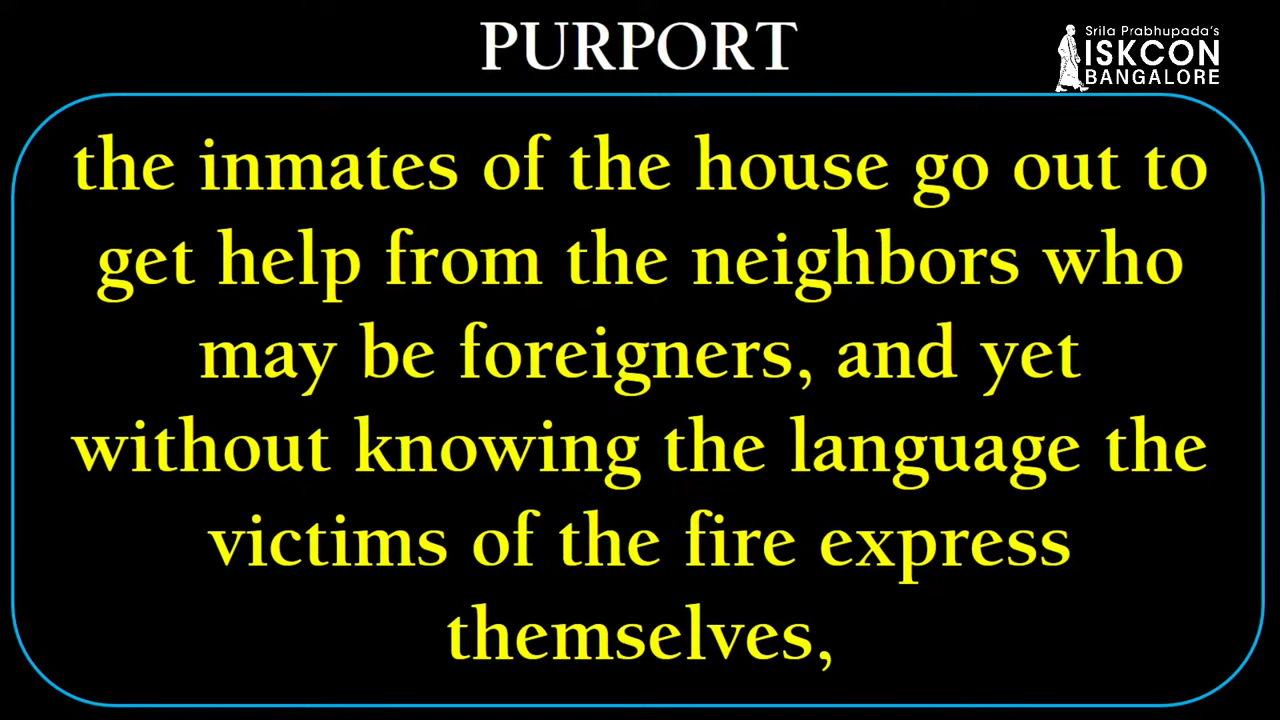 PURPORT
Srila Prabhupada's
ISKCON
BANGALORE
the inmates of the house go out to
get help from the neighbors who
may be foreigners, and yet
without knowing the language the
victims of the fire express
themselves,